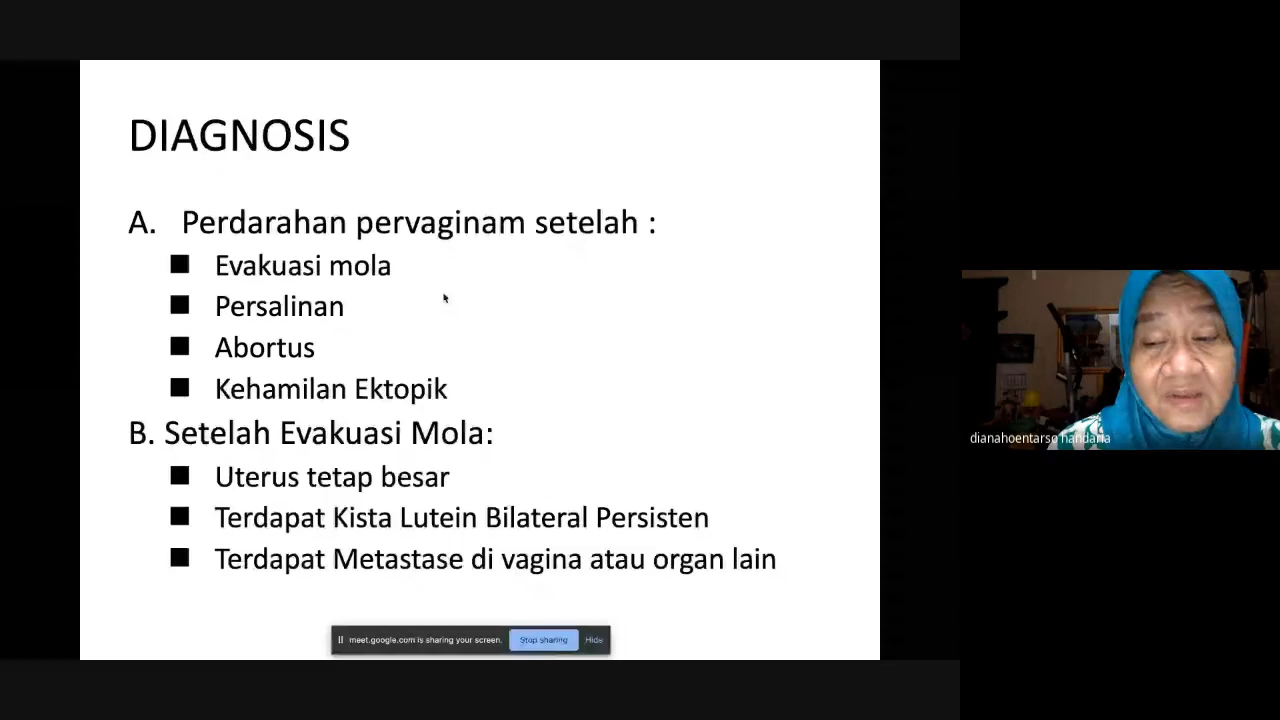 DIAGNOSIS
A. Perdarahan pervaginam setelah :
Evakuasi mola
Persalinan
Abortus
Kehamilan Ektopik
B. Setelah Evakuasi Mola:
Uterus tetap besar
Terdapat Kista Lutein Bilateral Persisten
Terdapat Metastase di vagina atau organ lain
meet.google.com is sharing your screen. Stop sharing Hide
dianahoentarso handaria